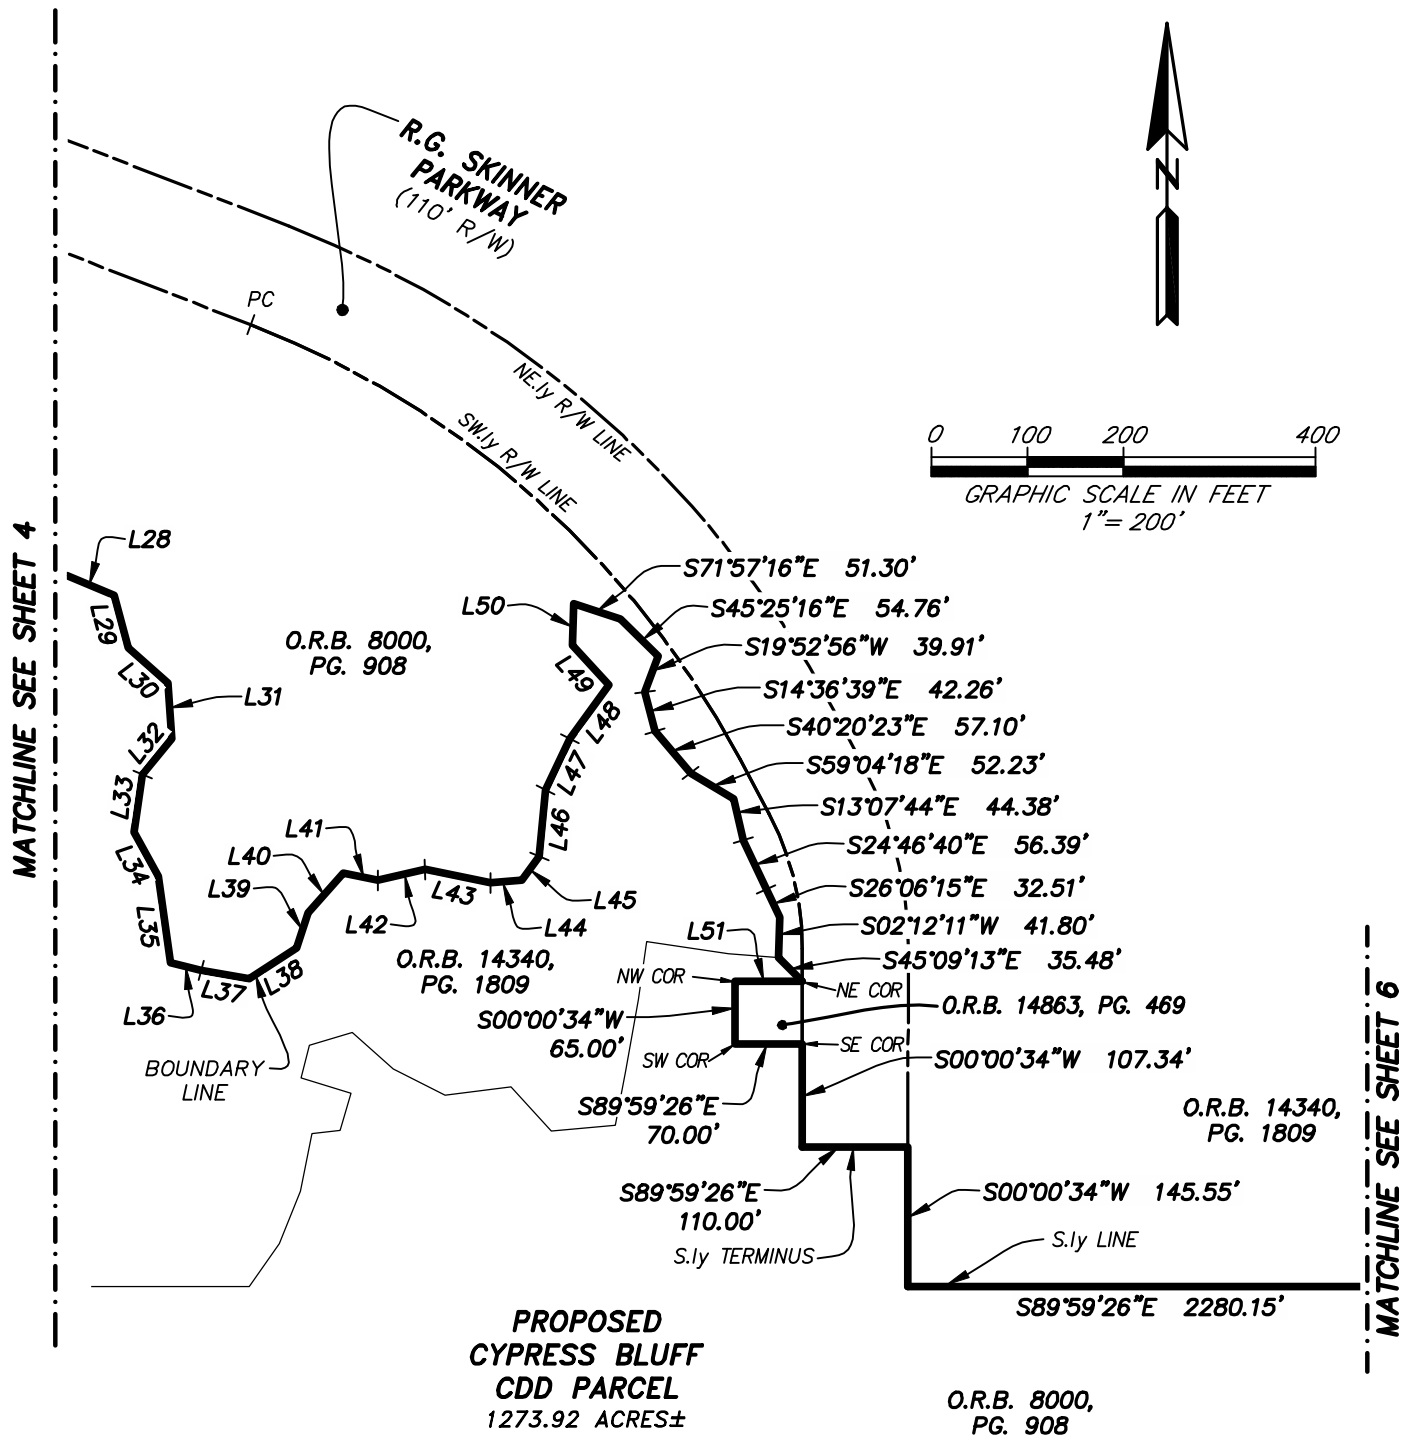 R.G. SKINNER
PARKWAY
(110' R/W)
PC
N
NE.ly R/W LINE
SW.ly R/W LINE
0 100 200 400
GRAPHIC SCALE IN FEET
1"= 200'
MATCHLINE SEE SHEET 4
L28
L29
L30
L31
L32
L33
L34
L35
L36
L37
L38
L39
L40
L41
L42
L43
L44
L45
L46
L47
L48
L49
L50
O.R.B. 8000,
PG. 908
S71°57'16"E 51.30'
S45°25'16"E 54.76'
S19°52'56"W 39.91'
S14°36'39"E 42.26'
S40°20'23"E 57.10'
S59°04'18"E 52.23'
S13°07'44"E 44.38'
S24°46'40"E 56.39'
S26°06'15"E 32.51'
S02°12'11"W 41.80'
S45°09'13"E 35.48'
L51
O.R.B. 14340,
PG. 1809
NW COR
NE COR
O.R.B. 14863, PG. 469
S00°00'34"W
65.00'
SW COR
SE COR
S00°00'34"W 107.34'
BOUNDARY
LINE
S89°59'26"E
70.00'
O.R.B. 14340,
PG. 1809
S89°59'26"E
110.00'
S00°00'34"W 145.55'
S.ly TERMINUS
S.ly LINE
S89°59'26"E 2280.15'
MATCHLINE SEE SHEET 6
PROPOSED
CYPRESS BLUFF
CDD PARCEL
1273.92 ACRES±
O.R.B. 8000,
PG. 908